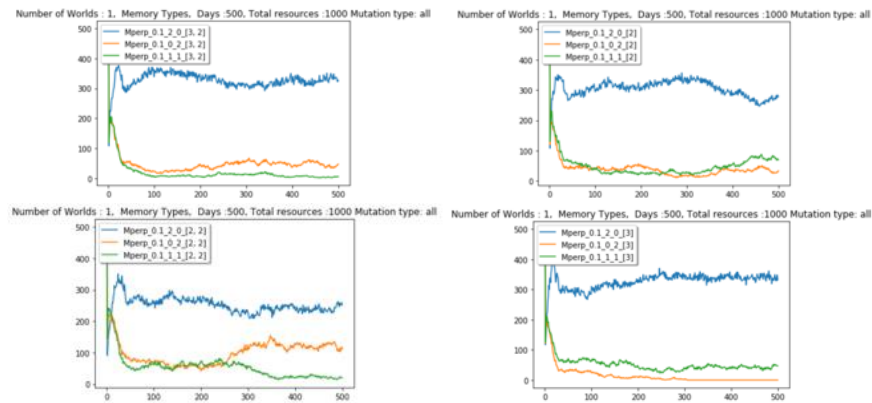 Number of Worlds : 1, Memory Types, Days :500, Total resources :1000 Mutation type: all
500
400
300
200
100
0
Mperp_0.1_2_0_[3, 2]
Mperp_0.1_0_2_[3, 2]
Mperp_0.1_1_1_[3, 2]
0 100 200 300 400 500
Number of Worlds : 1, Memory Types, Days :500, Total resources :1000 Mutation type: all
500
400
300
200
100
0
Mperp_0.1_2_0_[2]
Mperp_0.1_0_2_[2]
Mperp_0.1_1_1_[2]
0 100 200 300 400 500
Number of Worlds : 1, Memory Types, Days :500, Total resources :1000 Mutation type: all
500
400
300
200
100
0
Mperp_0.1_2_0_[2, 2]
Mperp_0.1_0_2_[2, 2]
Mperp_0.1_1_1_[2, 2]
0 100 200 300 400 500
Number of Worlds : 1, Memory Types, Days :500, Total resources :1000 Mutation type: all
500
400
300
200
100
0
Mperp_0.1_2_0_[3]
Mperp_0.1_0_2_[3]
Mperp_0.1_1_1_[3]
0 100 200 300 400 500